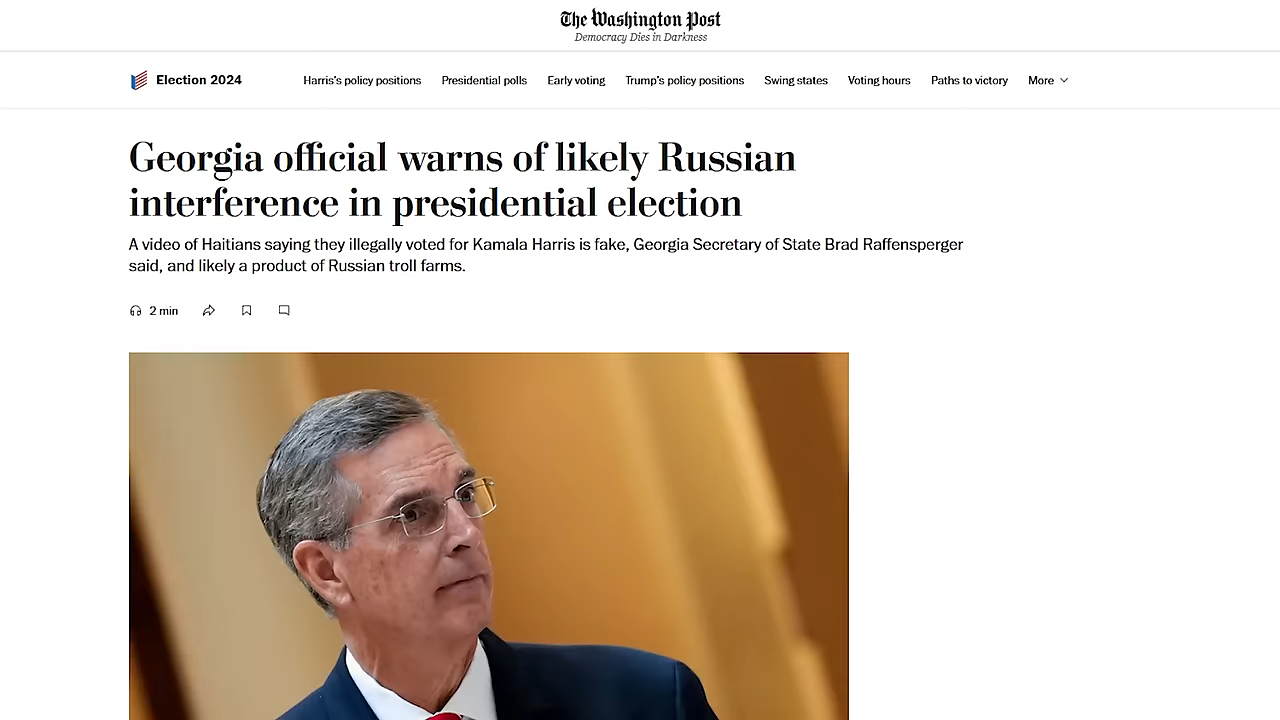 The Washington Post
Democracy Dies in Darkness
Election 2024 Harris's policy positions Presidential polls Early voting Trump's policy positions Swing states Voting hours Paths to victory More
Georgia official warns of likely Russian
interference in presidential election
A video of Haitians saying they illegally voted for Kamala Harris is fake, Georgia Secretary of State Brad Raffensperger
said, and likely a product of Russian troll farms.
2 min